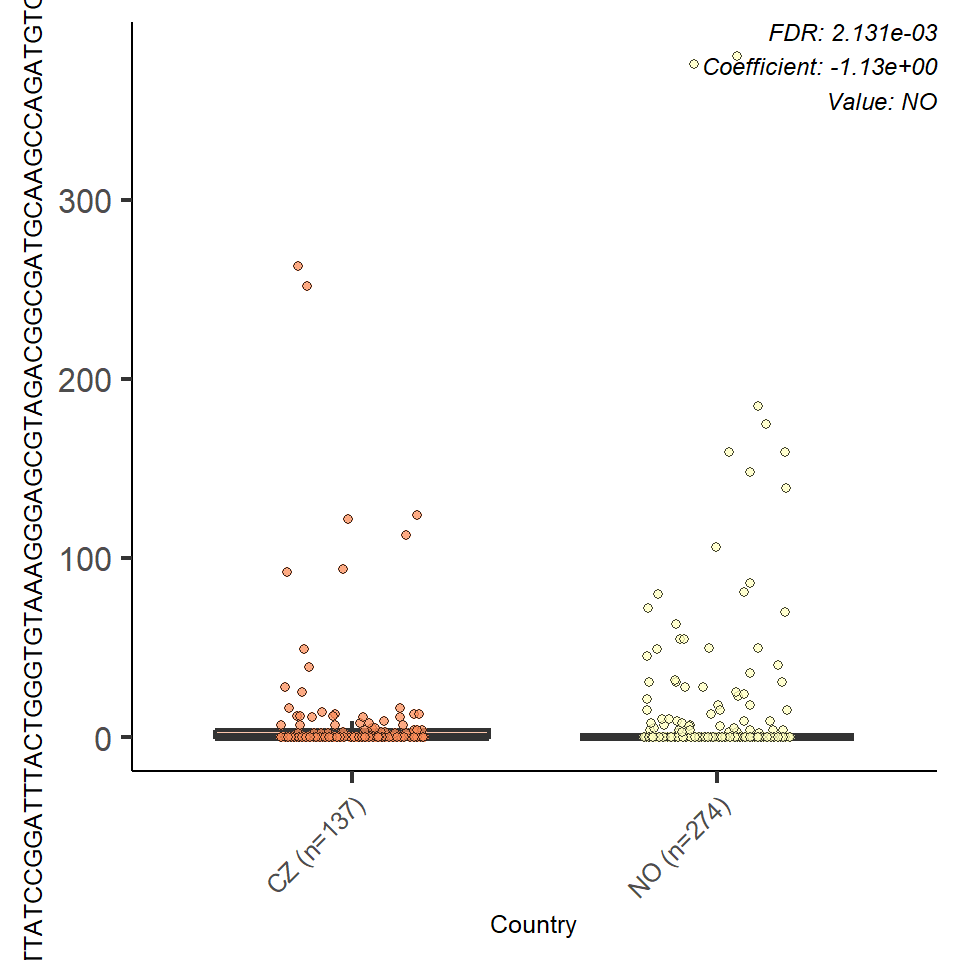 FDR: 2.131e-03
Coefficient: -1.13e+00
Value: NO
TTATCCGGATTTACTGGGTGTAAAGGGAGCGTAGACGGCGATGCAAGCCAGATGTG
300
200
100
0
CZ (n=137)
NO (n=274)
Country